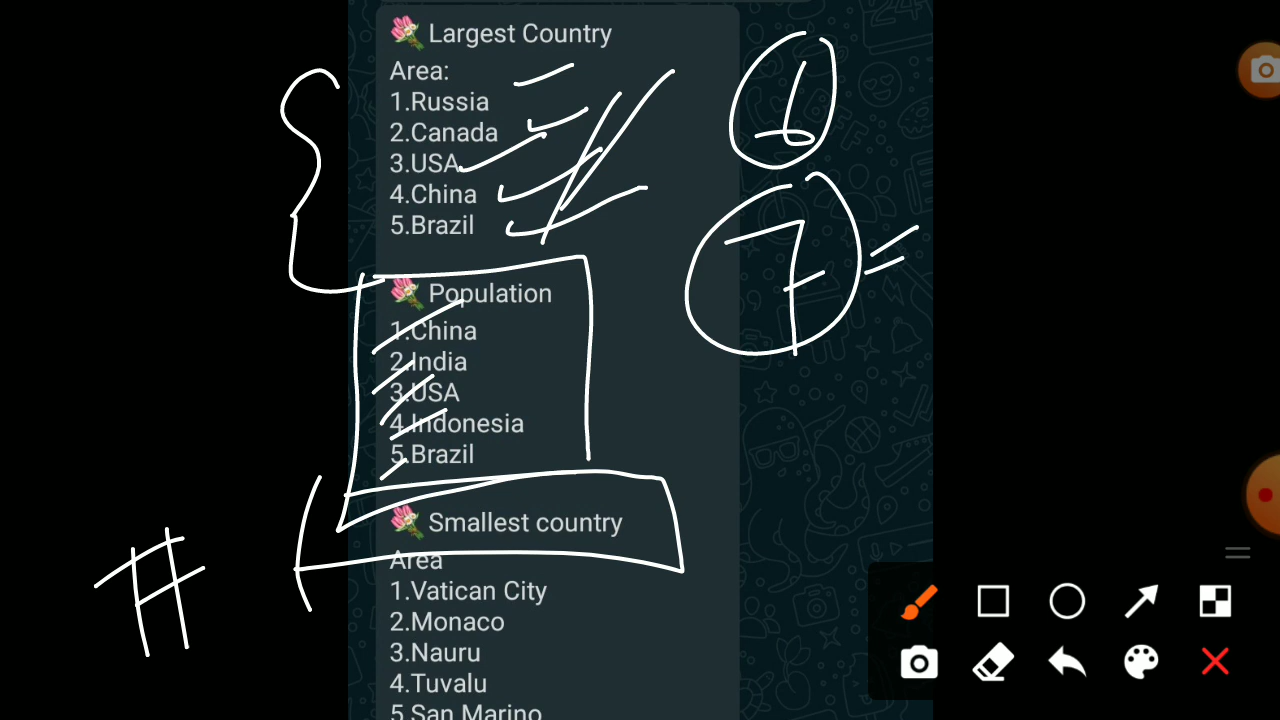 Largest Country
Area:
1.Russia
2.Canada
3.USA
4.China
5.Brazil
6
7=
Population
1.China
2.India
3.USA
4.Indonesia
5.Brazil
Smallest country
Area
1.Vatican City
2.Monaco
3.Nauru
4.Tuvalu
5.San Marino
#